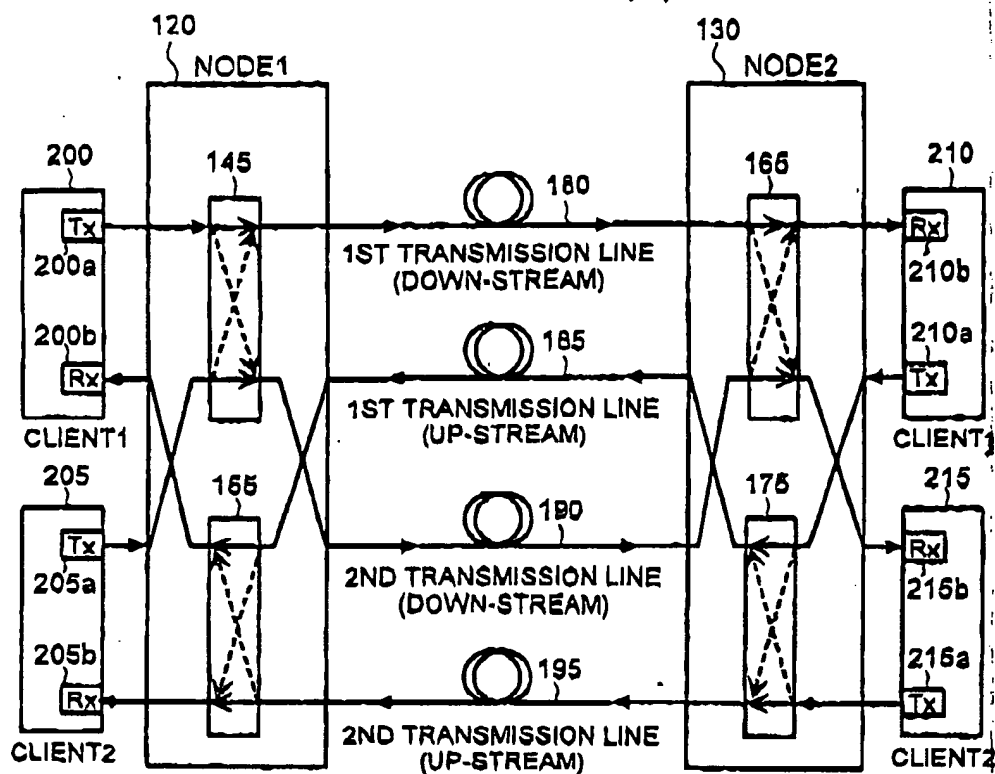 120
NODE1
130
NODE2
200
145
180
165
210
Tx
200a
Rx
210b
1ST TRANSMISSION LINE
(DOWN-STREAM)
200b
185
210a
Rx
Tx
1ST TRANSMISSION LINE
(UP-STREAM)
CLIENT1
CLIENT1
205
155
190
175
215
Tx
205a
Rx
215b
2ND TRANSMISSION LINE
(DOWN-STREAM)
205b
195
215a
Rx
Tx
2ND TRANSMISSION LINE
(UP-STREAM)
CLIENT2
CLIENT2